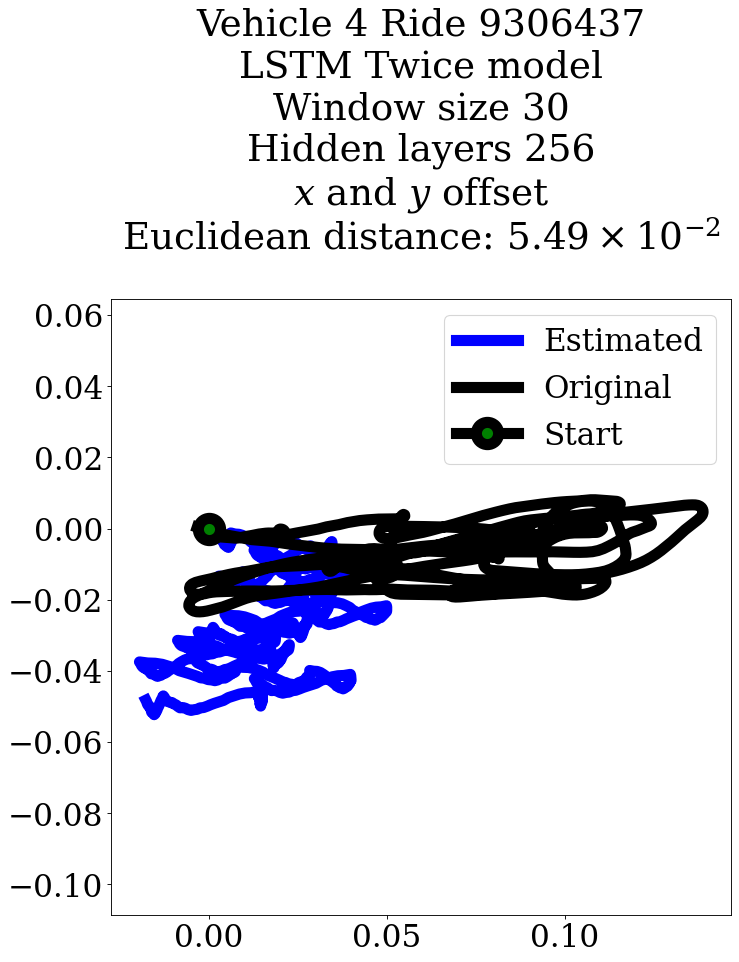 Vehicle 4 Ride 9306437
LSTM Twice model
Window size 30
Hidden layers 256
x and y offset
Euclidean distance: 5.49 × 10⁻²
Estimated
Original
Start
0.06
0.04
0.02
0.00
−0.02
−0.04
−0.06
−0.08
−0.10
0.00 0.05 0.10